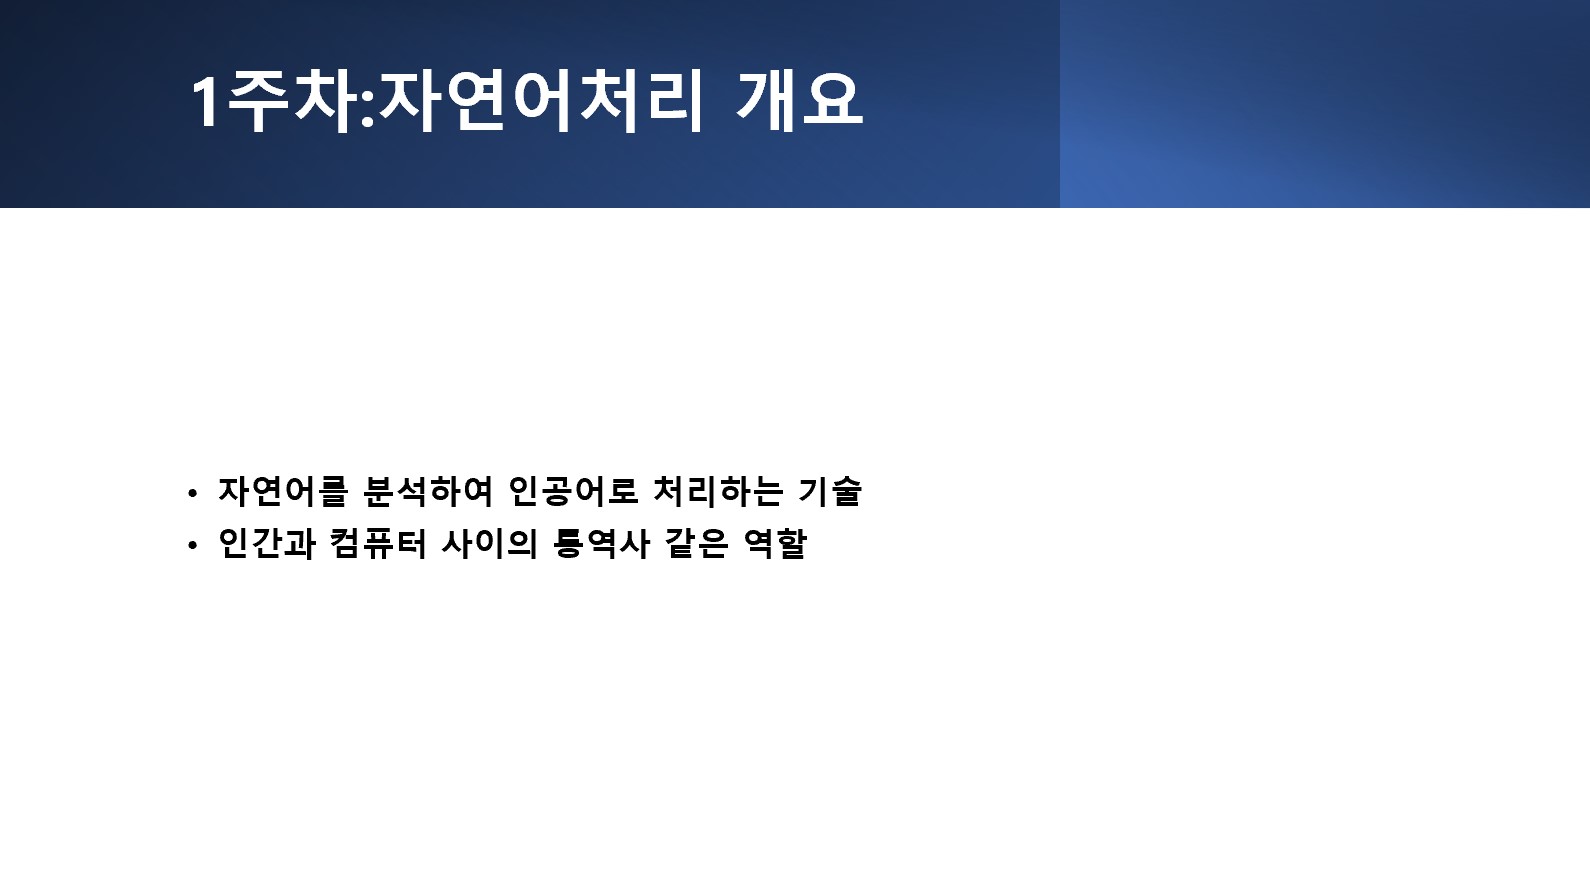 1주차:자연어처리 개요
• 자연어를 분석하여 인공어로 처리하는 기술
• 인간과 컴퓨터 사이의 통역사 같은 역할